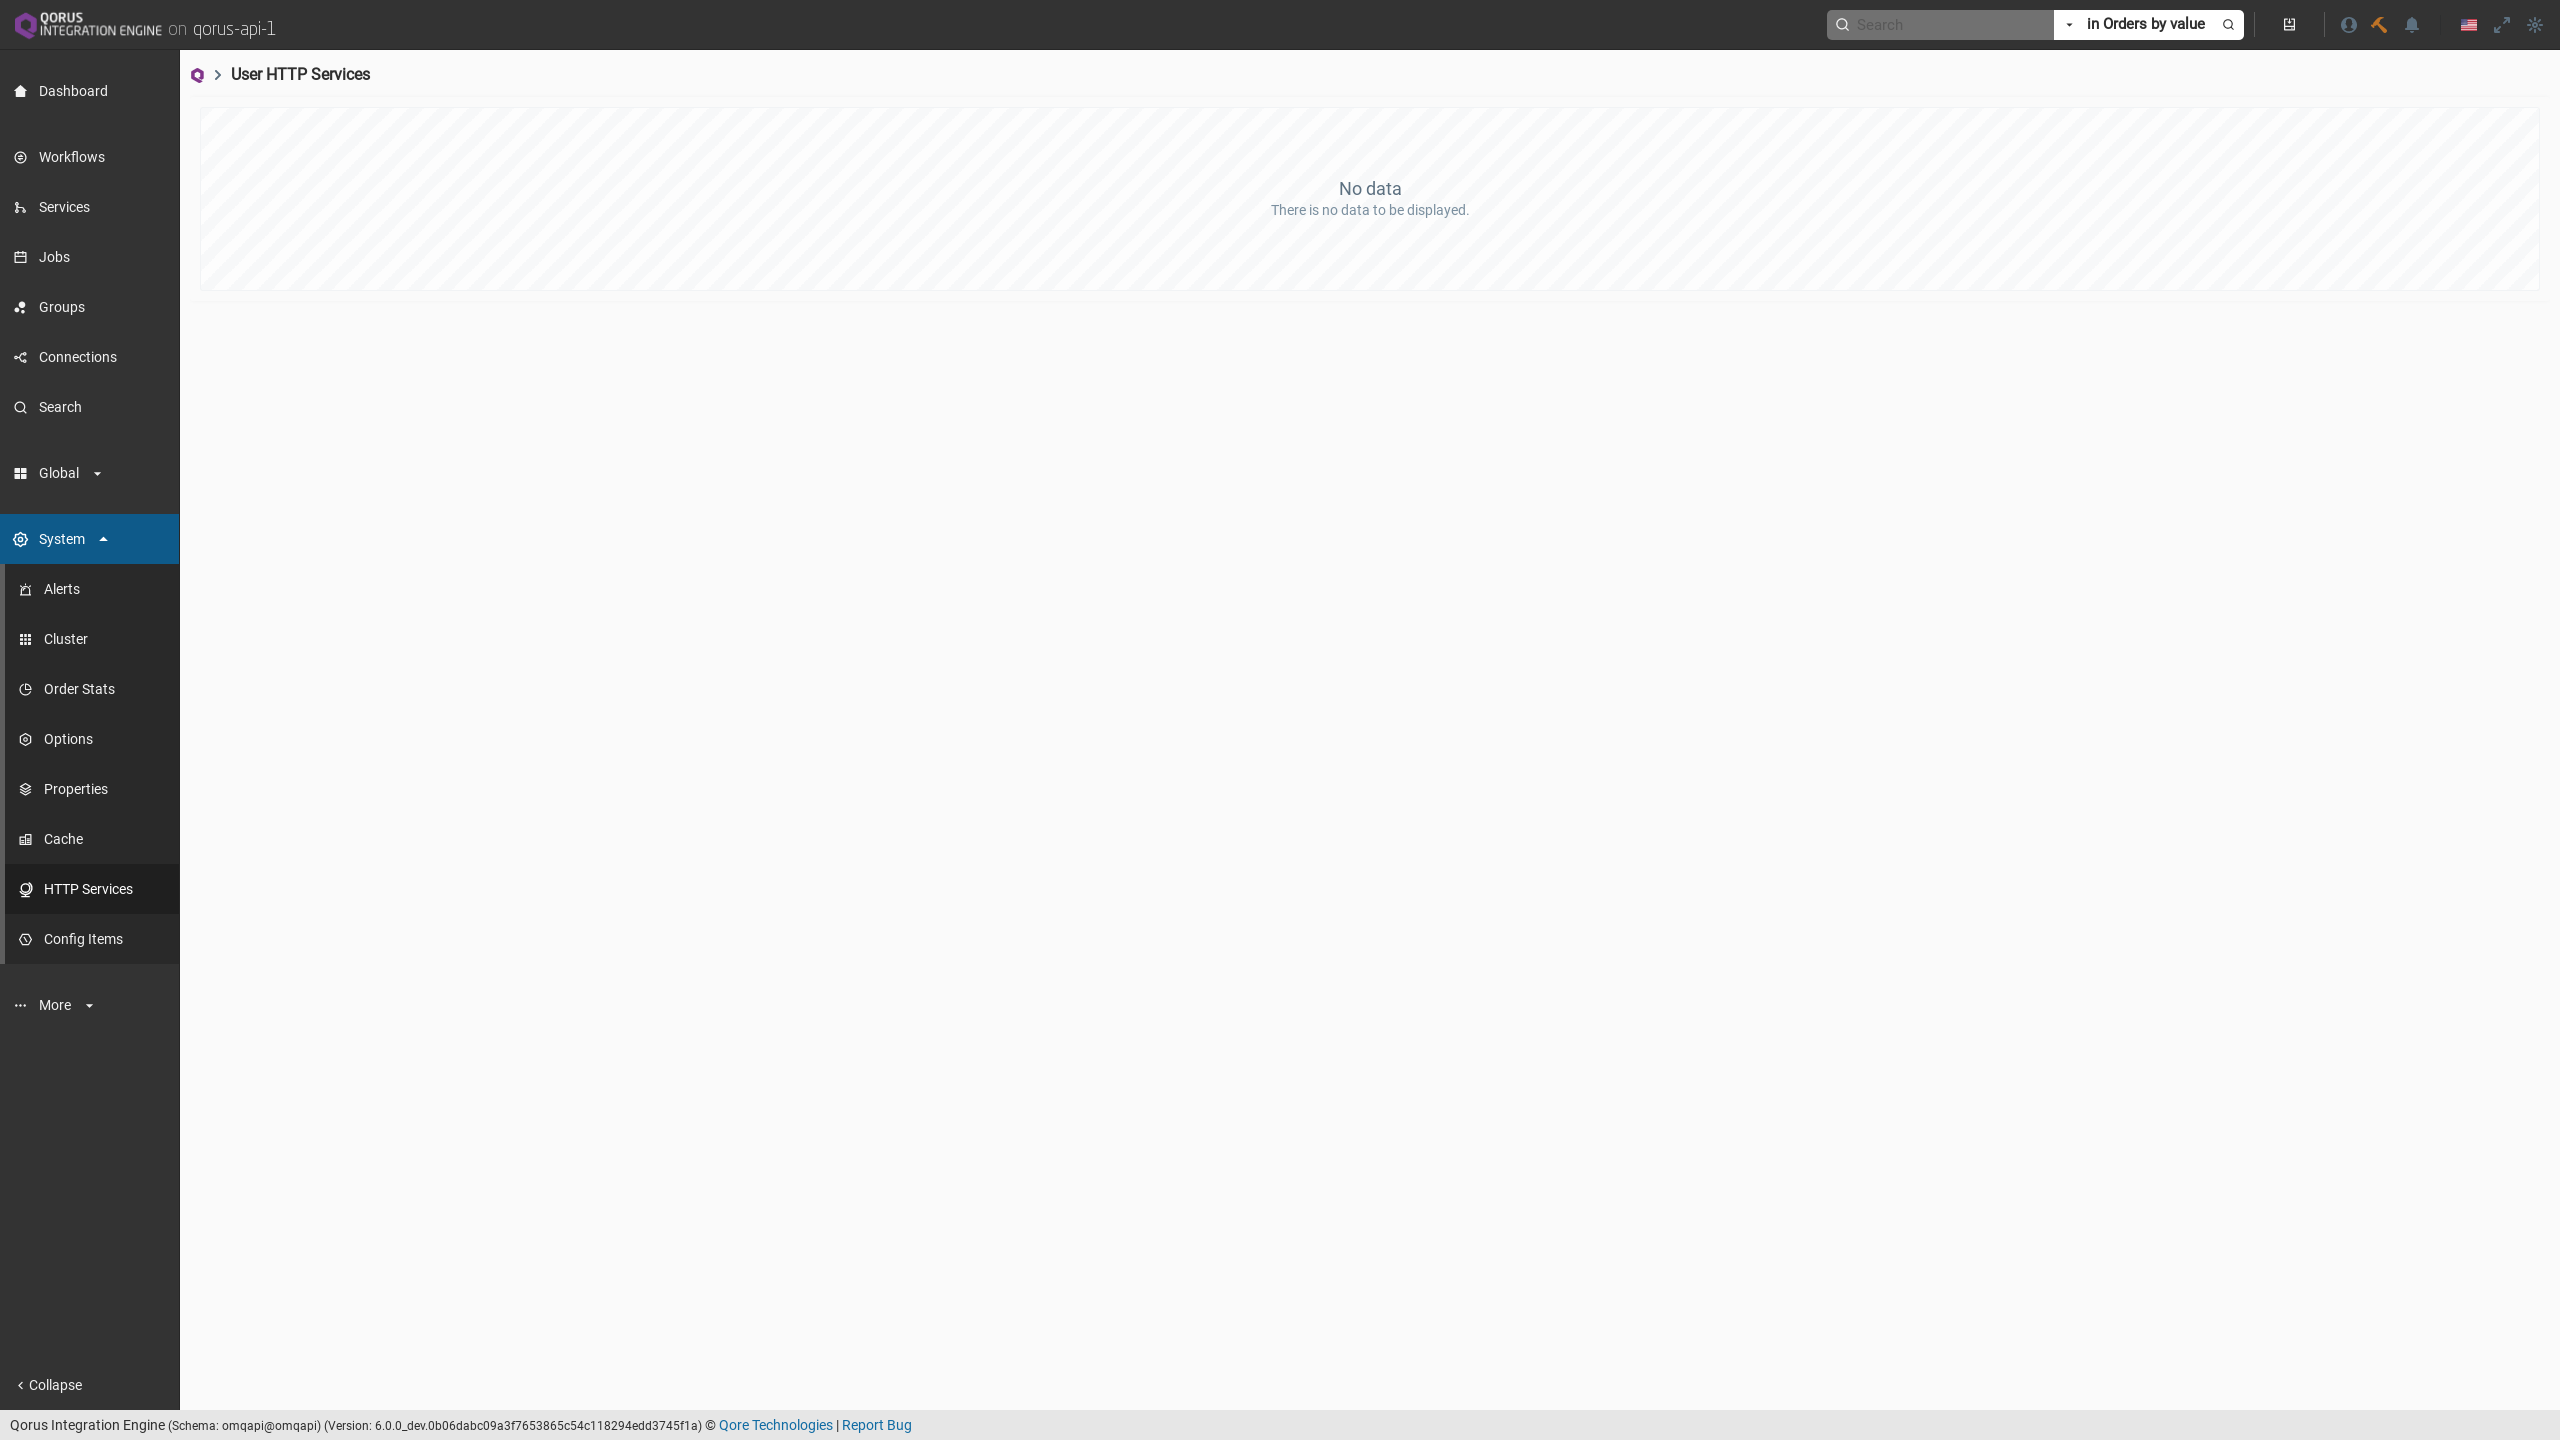 QORUS
INTEGRATION ENGINE on qorus-api-1
Search
in Orders by value
Dashboard
Workflows
Services
Jobs
Groups
Connections
Search
Global
System
Alerts
Cluster
Order Stats
Options
Properties
Cache
HTTP Services
Config Items
More
Collapse
User HTTP Services
No data
There is no data to be displayed.
Qorus Integration Engine (Schema: omqapi@omqapi) (Version: 6.0.0_dev.0b06dabc09a3f7653865c54c118294edd3745f1a) © Qore Technologies | Report Bug